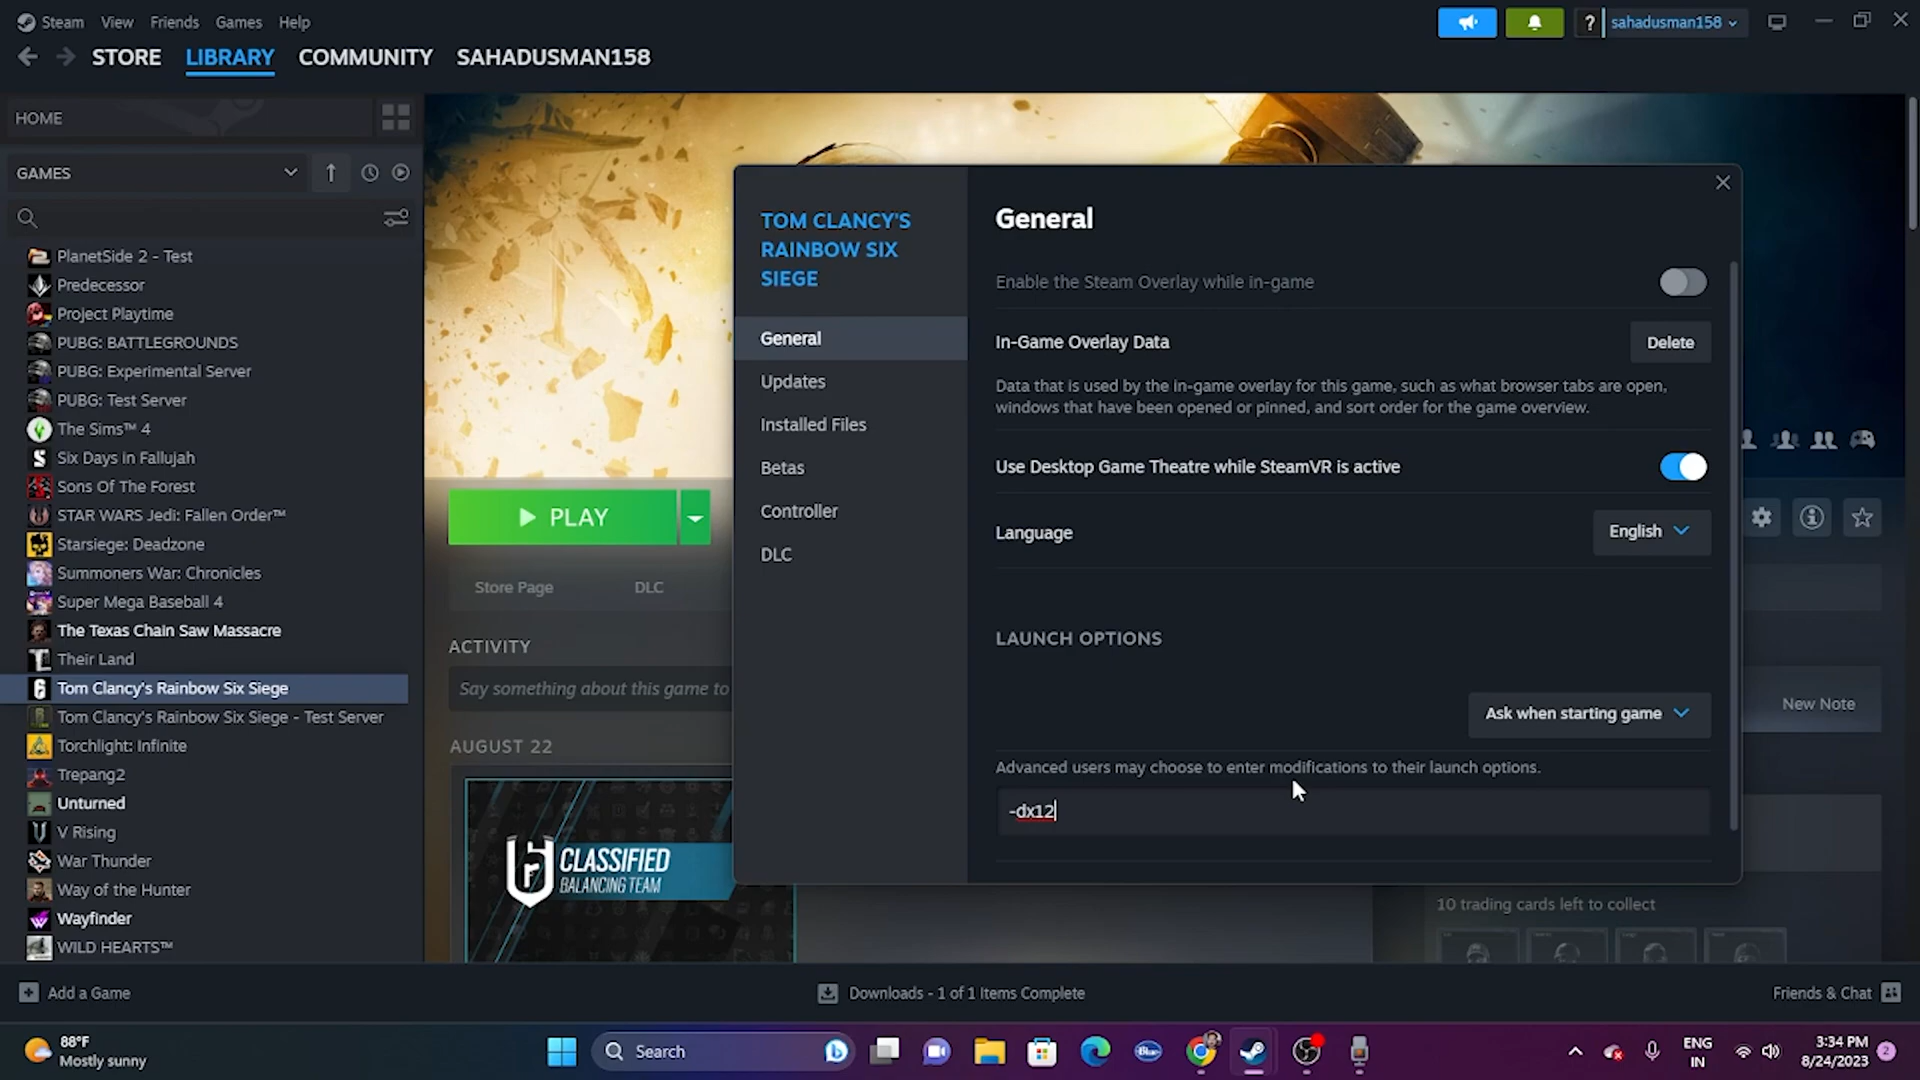 Steam View Friends Games Help
? sahadusman158
STORE LIBRARY COMMUNITY SAHADUSMAN158
HOME
GAMES
PlanetSide 2 - Test
Predecessor
Project Playtime
PUBG: BATTLEGROUNDS
PUBG: Experimental Server
PUBG: Test Server
The Sims™ 4
Six Days in Fallujah
Sons Of The Forest
STAR WARS Jedi: Fallen Order™
Starsiege: Deadzone
Summoners War: Chronicles
Super Mega Baseball 4
The Texas Chain Saw Massacre
Their Land
Tom Clancy's Rainbow Six Siege
Tom Clancy's Rainbow Six Siege - Test Server
Torchlight: Infinite
Trepang2
Unturned
V Rising
War Thunder
Way of the Hunter
Wayfinder
WILD HEARTS™
PLAY
Store Page DLC
ACTIVITY
Say something about this game to
AUGUST 22
CLASSIFIED
BALANCING TEAM
TOM CLANCY'S
RAINBOW SIX
SIEGE
General
Updates
Installed Files
Betas
Controller
DLC
General
Enable the Steam Overlay while in-game
In-Game Overlay Data
Delete
Data that is used by the in-game overlay for this game, such as what browser tabs are open,
windows that have been opened or pinned, and sort order for the game overview.
Use Desktop Game Theatre while SteamVR is active
Language
English
LAUNCH OPTIONS
Ask when starting game
Advanced users may choose to enter modifications to their launch options.
-dx12
New Note
10 trading cards left to collect
Add a Game
Downloads - 1 of 1 Items Complete
Friends & Chat
88°F
Mostly sunny
Search
ENG
IN
3:34 PM
8/24/2023
2